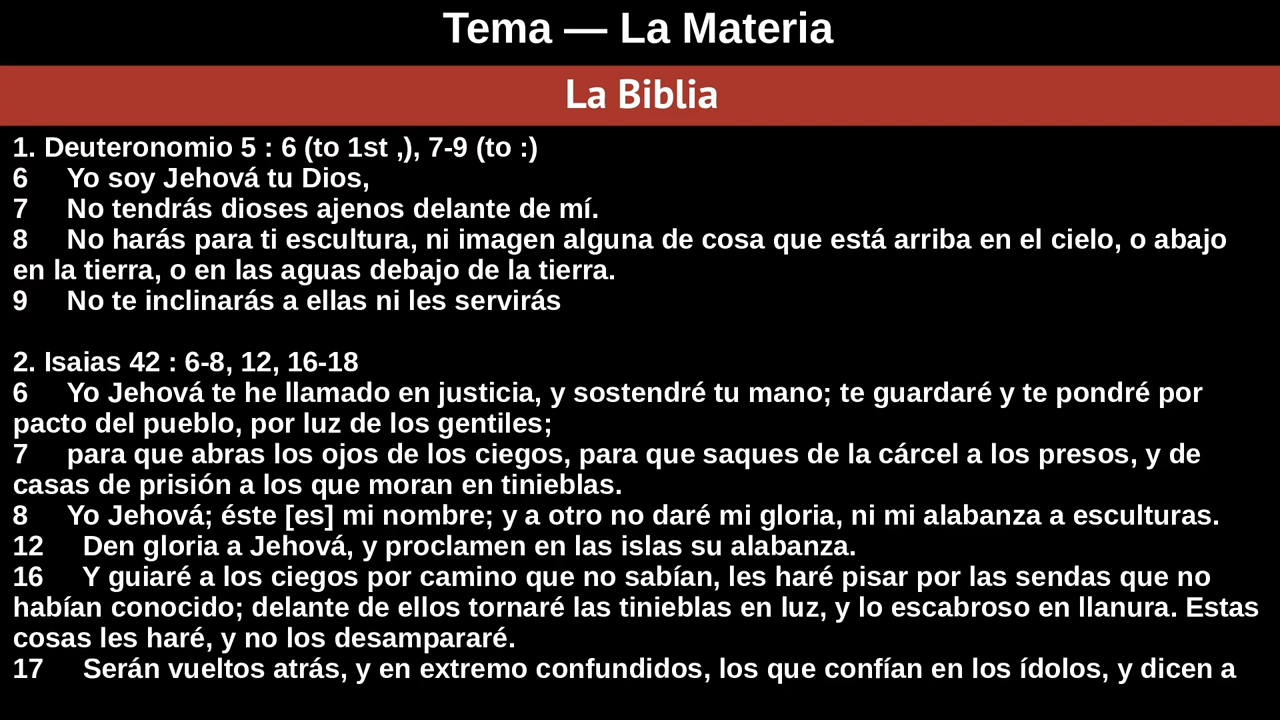 Tema — La Materia
La Biblia
1. Deuteronomio 5 : 6 (to 1st ,), 7-9 (to :)
6 Yo soy Jehová tu Dios,
7 No tendrás dioses ajenos delante de mí.
8 No harás para ti escultura, ni imagen alguna de cosa que está arriba en el cielo, o abajo
en la tierra, o en las aguas debajo de la tierra.
9 No te inclinarás a ellas ni les servirás
2. Isaias 42 : 6-8, 12, 16-18
6 Yo Jehová te he llamado en justicia, y sostendré tu mano; te guardaré y te pondré por
pacto del pueblo, por luz de los gentiles;
7 para que abras los ojos de los ciegos, para que saques de la cárcel a los presos, y de
casas de prisión a los que moran en tinieblas.
8 Yo Jehová; éste [es] mi nombre; y a otro no daré mi gloria, ni mi alabanza a esculturas.
12 Den gloria a Jehová, y proclamen en las islas su alabanza.
16 Y guiaré a los ciegos por camino que no sabían, les haré pisar por las sendas que no
habían conocido; delante de ellos tornaré las tinieblas en luz, y lo escabroso en llanura. Estas
cosas les haré, y no los desampararé.
17 Serán vueltos atrás, y en extremo confundidos, los que confían en los ídolos, y dicen a